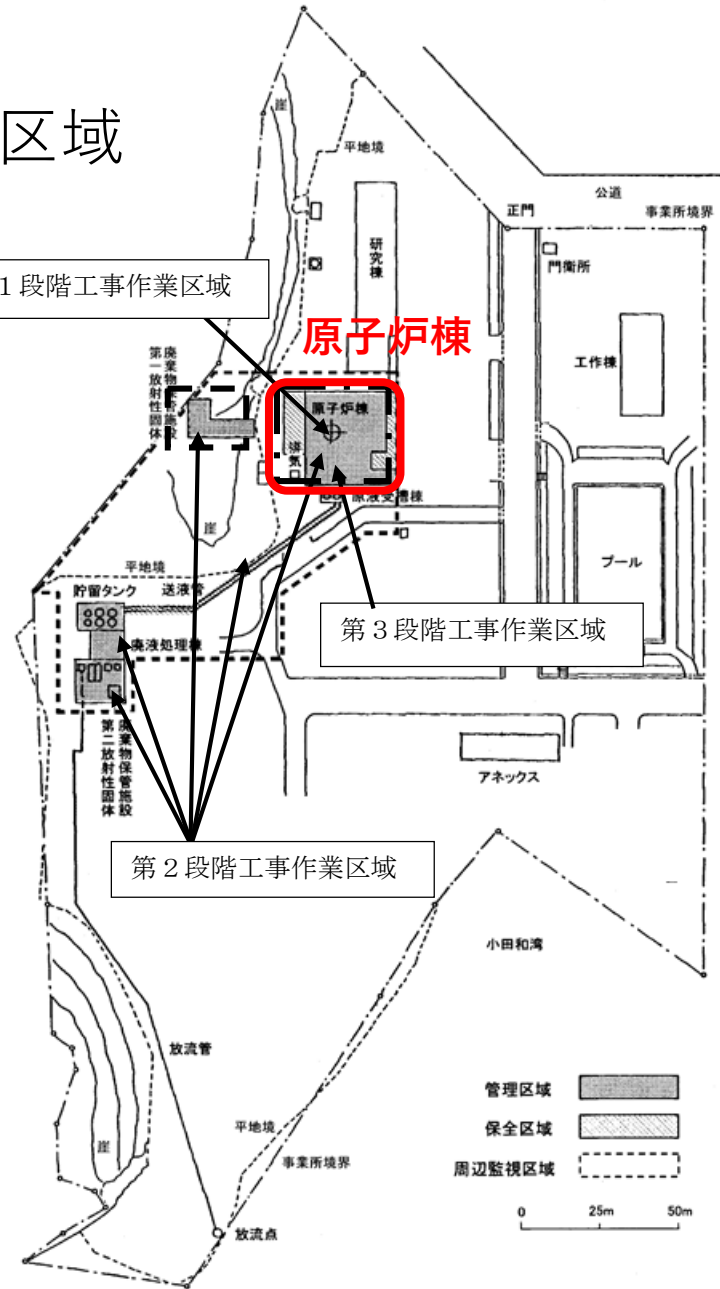 区域
崖
平地境
公道
正門
事業所境界
研究棟
門衛所
1段階工事作業区域
原子炉棟
工作棟
第一放射性固体
廃棄物保管施設
原子炉棟
排気
原液受槽棟
崖
プール
平地境
貯留タンク
送液管
第３段階工事作業区域
廃液処理棟
第二放射性固体
廃棄物保管施設
アネックス
第２段階工事作業区域
小田和湾
放流管
管理区域
平地境
保全区域
崖
事業所境界
周辺監視区域
放流点
0 25m 50m